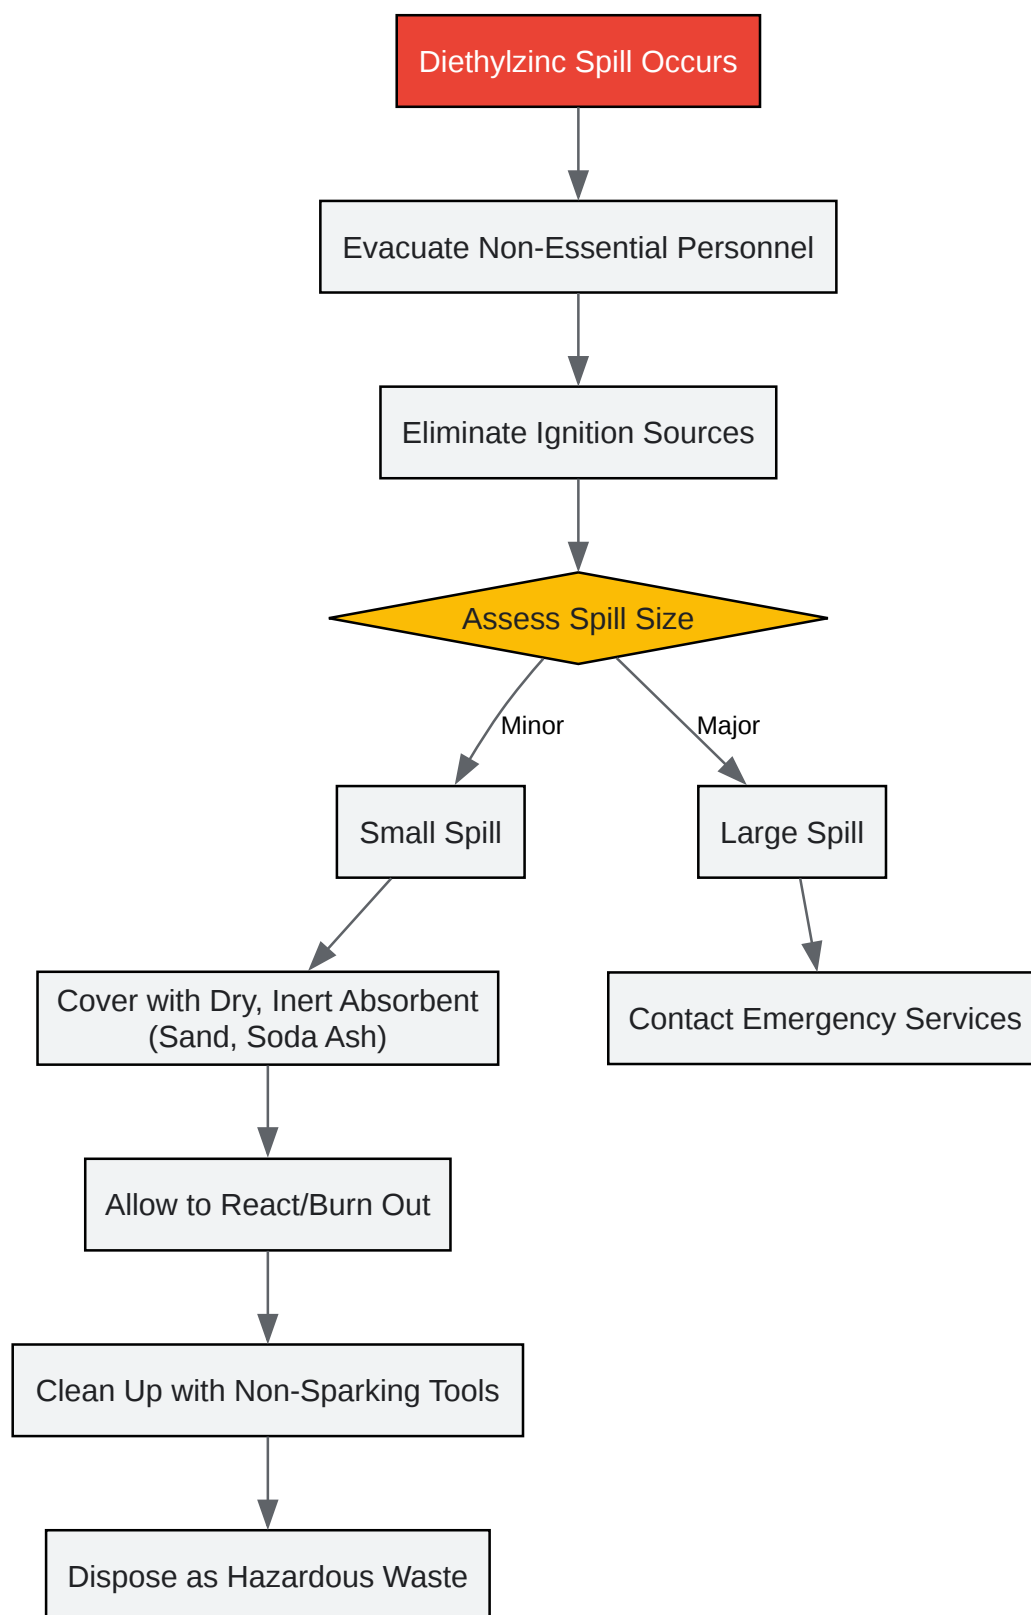 Diethylzinc Spill Occurs
Evacuate Non-Essential Personnel
Eliminate Ignition Sources
Assess Spill Size
Minor
Major
Small Spill
Large Spill
Cover with Dry, Inert Absorbent
(Sand, Soda Ash)
Contact Emergency Services
Allow to React/Burn Out
Clean Up with Non-Sparking Tools
Dispose as Hazardous Waste